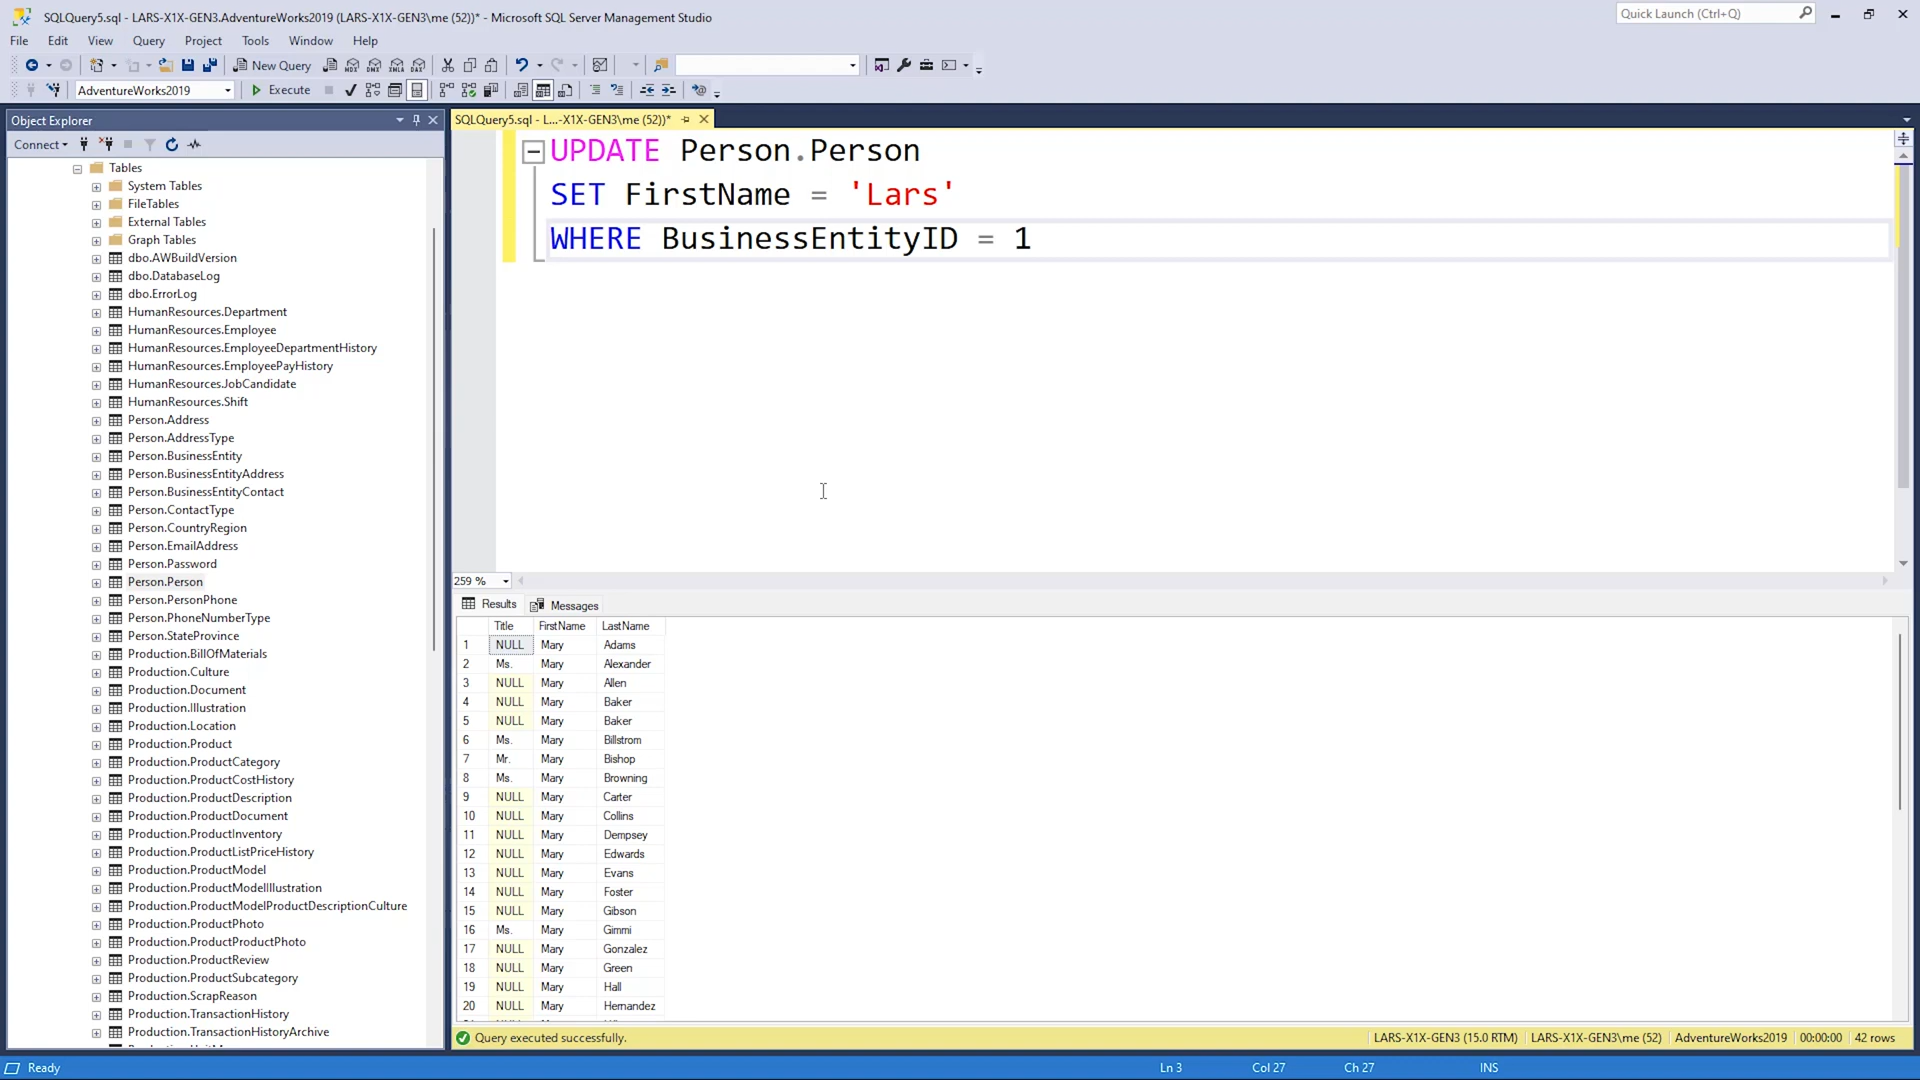 SQLQuery5.sql - LARS-X1X-GEN3.AdventureWorks2019 (LARS-X1X-GEN3\me (52))* - Microsoft SQL Server Management Studio
Quick Launch (Ctrl+Q)
File Edit View Query Project Tools Window Help
New Query
AdventureWorks2019 Execute
Object Explorer
Connect
Tables
System Tables
FileTables
External Tables
Graph Tables
dbo.AWBuildVersion
dbo.DatabaseLog
dbo.ErrorLog
HumanResources.Department
HumanResources.Employee
HumanResources.EmployeeDepartmentHistory
HumanResources.EmployeePayHistory
HumanResources.JobCandidate
HumanResources.Shift
Person.Address
Person.AddressType
Person.BusinessEntity
Person.BusinessEntityAddress
Person.BusinessEntityContact
Person.ContactType
Person.CountryRegion
Person.EmailAddress
Person.Password
Person.Person
Person.PersonPhone
Person.PhoneNumberType
Person.StateProvince
Production.BillOfMaterials
Production.Culture
Production.Document
Production.Illustration
Production.Location
Production.Product
Production.ProductCategory
Production.ProductCostHistory
Production.ProductDescription
Production.ProductDocument
Production.ProductInventory
Production.ProductListPriceHistory
Production.ProductModel
Production.ProductModelIllustration
Production.ProductModelProductDescriptionCulture
Production.ProductPhoto
Production.ProductProductPhoto
Production.ProductReview
Production.ProductSubcategory
Production.ScrapReason
Production.TransactionHistory
Production.TransactionHistoryArchive
SQLQuery5.sql - L...-X1X-GEN3\me (52))*
UPDATE Person.Person
SET FirstName = 'Lars'
WHERE BusinessEntityID = 1
259 %
Results Messages
Title FirstName LastName
1 NULL Mary Adams
2 Ms. Mary Alexander
3 NULL Mary Allen
4 NULL Mary Baker
5 NULL Mary Baker
6 Ms. Mary Billstrom
7 Mr. Mary Bishop
8 Ms. Mary Browning
9 NULL Mary Carter
10 NULL Mary Collins
11 NULL Mary Dempsey
12 NULL Mary Edwards
13 NULL Mary Evans
14 NULL Mary Foster
15 NULL Mary Gibson
16 Ms. Mary Gimmi
17 NULL Mary Gonzalez
18 NULL Mary Green
19 NULL Mary Hall
20 NULL Mary Hernandez
Query executed successfully. LARS-X1X-GEN3 (15.0 RTM) LARS-X1X-GEN3\me (52) AdventureWorks2019 00:00:00 42 rows
Ready Ln 3 Col 27 Ch 27 INS